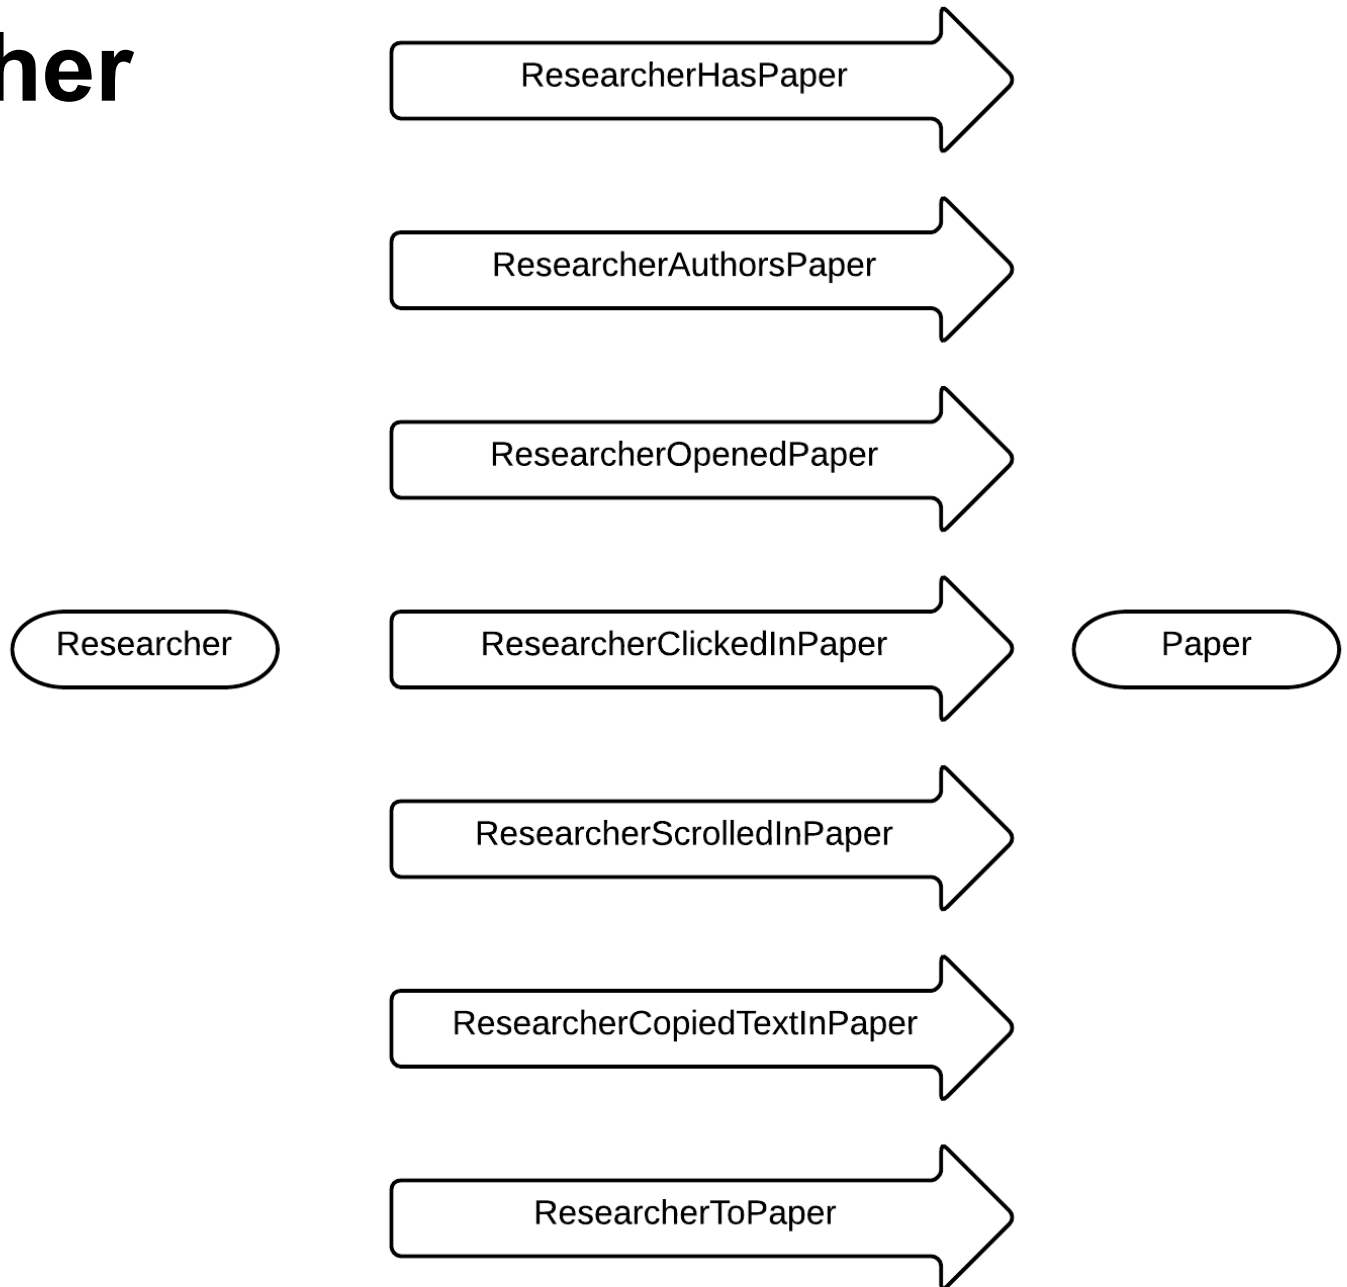 her
ResearcherHasPaper
ResearcherAuthorsPaper
ResearcherOpenedPaper
Researcher
ResearcherClickedInPaper
Paper
ResearcherScrolledInPaper
ResearcherCopiedTextInPaper
ResearcherToPaper